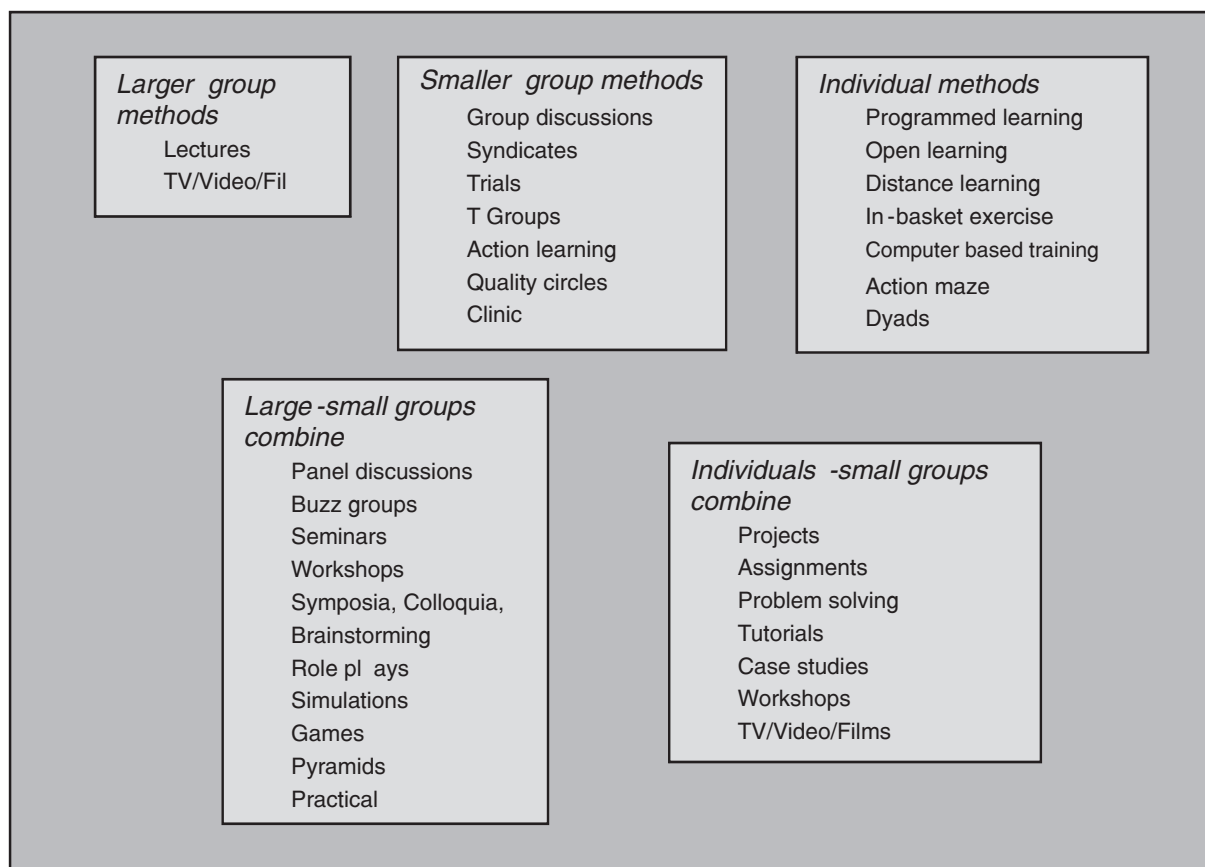 Larger group
methods
Lectures
TV/Video/Fil
Smaller group methods
Group discussions
Syndicates
Trials
T Groups
Action learning
Quality circles
Clinic
Individual methods
Programmed learning
Open learning
Distance learning
In-basket exercise
Computer based training
Action maze
Dyads
Large-small groups
combine
Panel discussions
Buzz groups
Seminars
Workshops
Symposia, Colloquia,
Brainstorming
Role pl ays
Simulations
Games
Pyramids
Practical
Individuals -small groups
combine
Projects
Assignments
Problem solving
Tutorials
Case studies
Workshops
TV/Video/Films